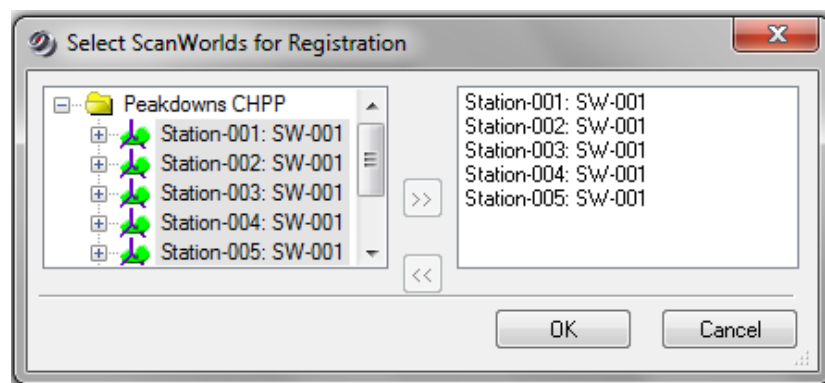 Select ScanWorlds for Registration
Peakdowns CHPP
Station-001: SW-001
Station-002: SW-001
Station-003: SW-001
Station-004: SW-001
Station-005: SW-001
Station-001: SW-001
Station-002: SW-001
Station-003: SW-001
Station-004: SW-001
Station-005: SW-001
>>
<<
OK
Cancel